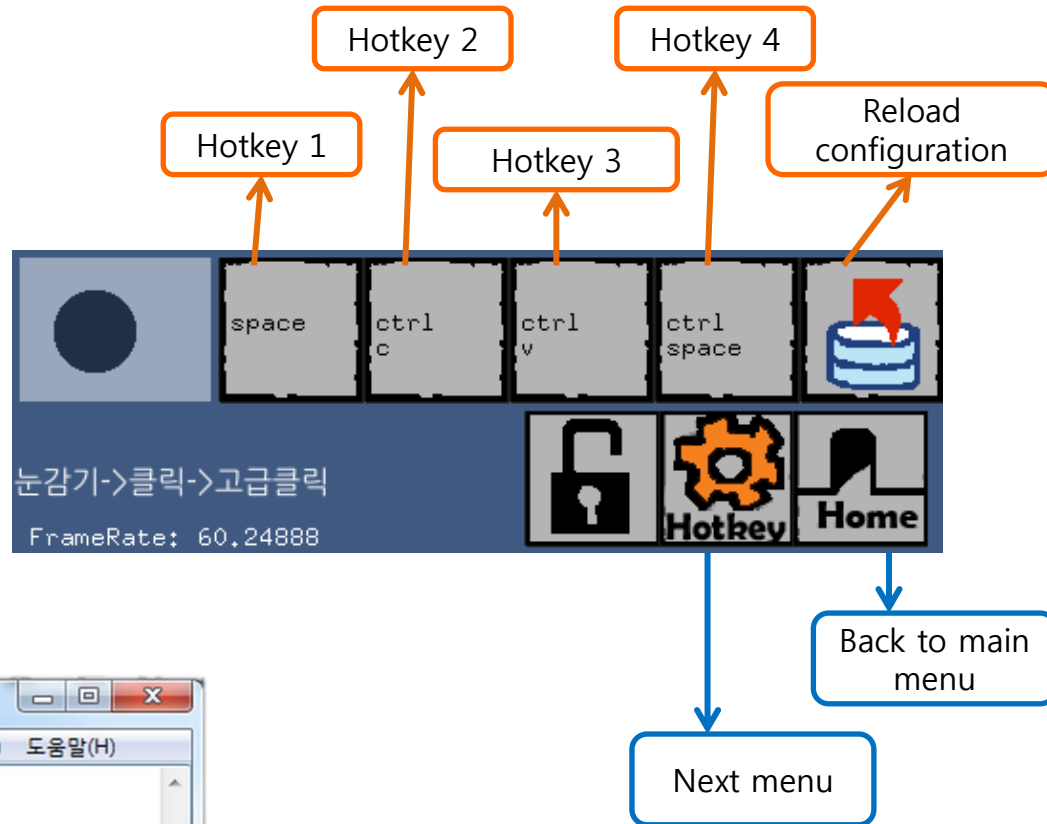 Hotkey 2
Hotkey 4
Reload
configuration
Hotkey 1
Hotkey 3
space
ctrl
c
ctrl
v
ctrl
space
눈감기->클릭->고급클릭
FrameRate: 60.24888
Hotkey
Home
Back to main
menu
도움말(H)
Next menu